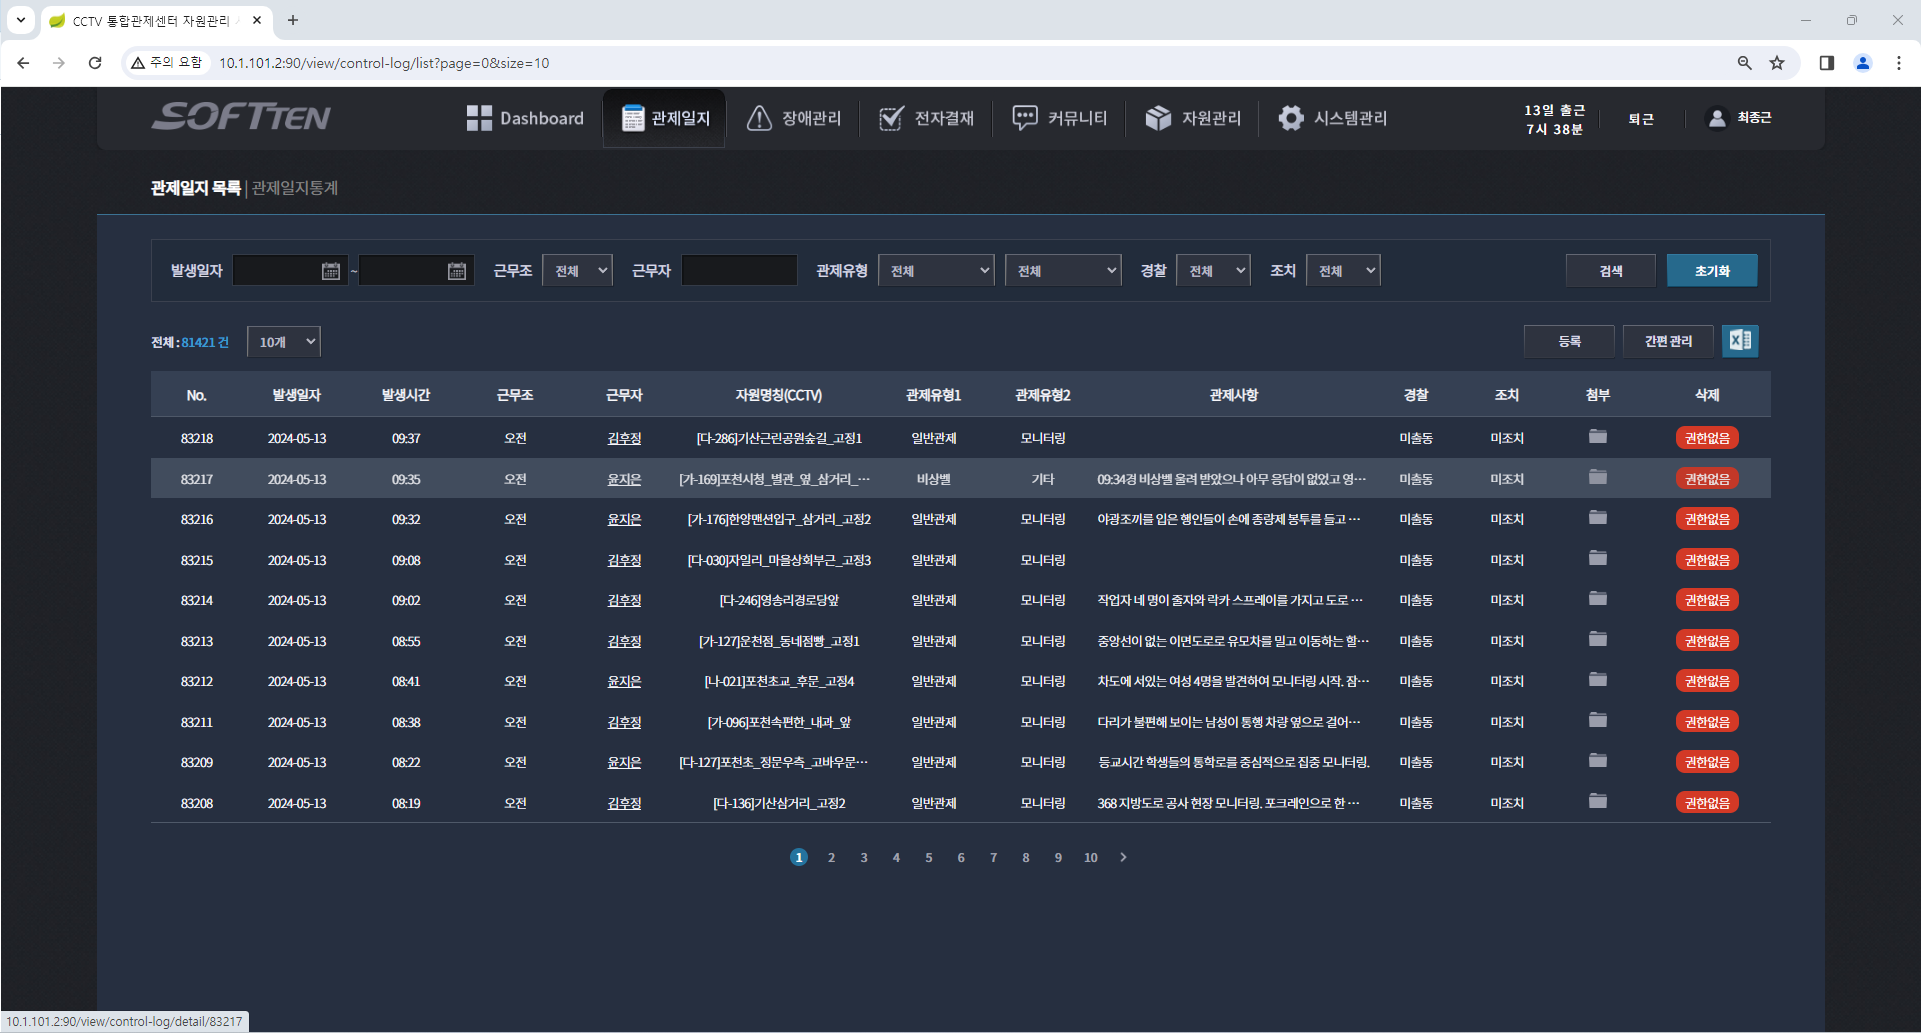 CCTV 통합관제센터 자원관리
주의 요함 10.1.101.2:90/view/control-log/list?page=0&size=10
SOFTTEN Dashboard 관제일지 장애관리 전자결재 커뮤니티 자원관리 시스템관리 13일 출근 7시 38분 퇴근 최종근
관제일지 목록 | 관제일지통계
발생일자 ~ 근무조 전체 근무자 관제유형 전체 전체 경찰 전체 조치 전체 검색 초기화
전체 : 81421 건 10개 등록 간편 관리
No. 발생일자 발생시간 근무조 근무자 자원명칭(CCTV) 관제유형1 관제유형2 관제사항 경찰 조치 첨부 삭제
83218 2024-05-13 09:37 오전 김후정 [다-286]기산근린공원숲길_고정1 일반관제 모니터링 미출동 미조치 권한없음
83217 2024-05-13 09:35 오전 윤지은 [가-169]포천시청_별관_옆_삼거리_… 비상벨 기타 09:34경 비상벨 울려 받았으나 아무 응답이 없었고 영… 미출동 미조치 권한없음
83216 2024-05-13 09:32 오전 윤지은 [가-176]한양맨션입구_삼거리_고정2 일반관제 모니터링 야광조끼를 입은 행인들이 손에 종량제 봉투를 들고 … 미출동 미조치 권한없음
83215 2024-05-13 09:08 오전 김후정 [다-030]자일리_마을상회부근_고정3 일반관제 모니터링 미출동 미조치 권한없음
83214 2024-05-13 09:02 오전 김후정 [다-246]영송리경로당앞 일반관제 모니터링 작업자 네 명이 줄자와 락카 스프레이를 가지고 도로 … 미출동 미조치 권한없음
83213 2024-05-13 08:55 오전 김후정 [가-127]운천점_동네점빵_고정1 일반관제 모니터링 중앙선이 없는 이면도로로 유모차를 밀고 이동하는 할… 미출동 미조치 권한없음
83212 2024-05-13 08:41 오전 윤지은 [나-021]포천초교_후문_고정4 일반관제 모니터링 차도에 서있는 여성 4명을 발견하여 모니터링 시작. 잠… 미출동 미조치 권한없음
83211 2024-05-13 08:38 오전 김후정 [가-096]포천속편한_내과_앞 일반관제 모니터링 다리가 불편해 보이는 남성이 통행 차량 옆으로 걸어… 미출동 미조치 권한없음
83209 2024-05-13 08:22 오전 윤지은 [다-127]포천초_정문우측_고바우문… 일반관제 모니터링 등교시간 학생들의 통학로를 중심적으로 집중 모니터링. 미출동 미조치 권한없음
83208 2024-05-13 08:19 오전 김후정 [다-136]기산삼거리_고정2 일반관제 모니터링 368 지방도로 공사 현장 모니터링. 포크레인으로 한 … 미출동 미조치 권한없음
1 2 3 4 5 6 7 8 9 10
10.1.101.2:90/view/control-log/detail/83217